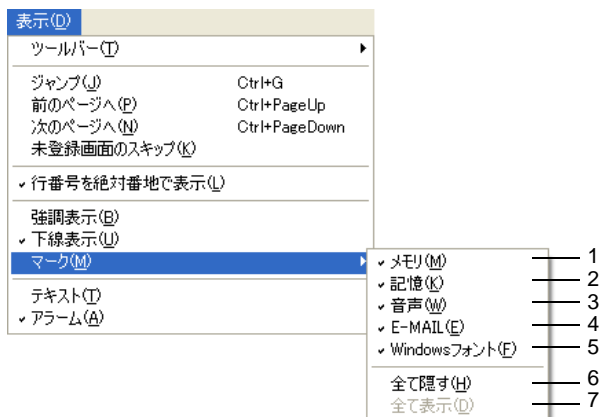 表示(D)
ツールバー(T)
ジャンプ(J) Ctrl+G
前のページへ(P) Ctrl+PageUp
次のページへ(N) Ctrl+PageDown
未登録画面のスキップ(K)
行番号を絶対番地で表示(L)
強調表示(B)
下線表示(U)
マーク(M)
テキスト(T)
アラーム(A)
メモリ(M) 1
記憶(K) 2
音声(W) 3
E-MAIL(E) 4
Windowsフォント(F) 5
全て隠す(H) 6
全て表示(D) 7